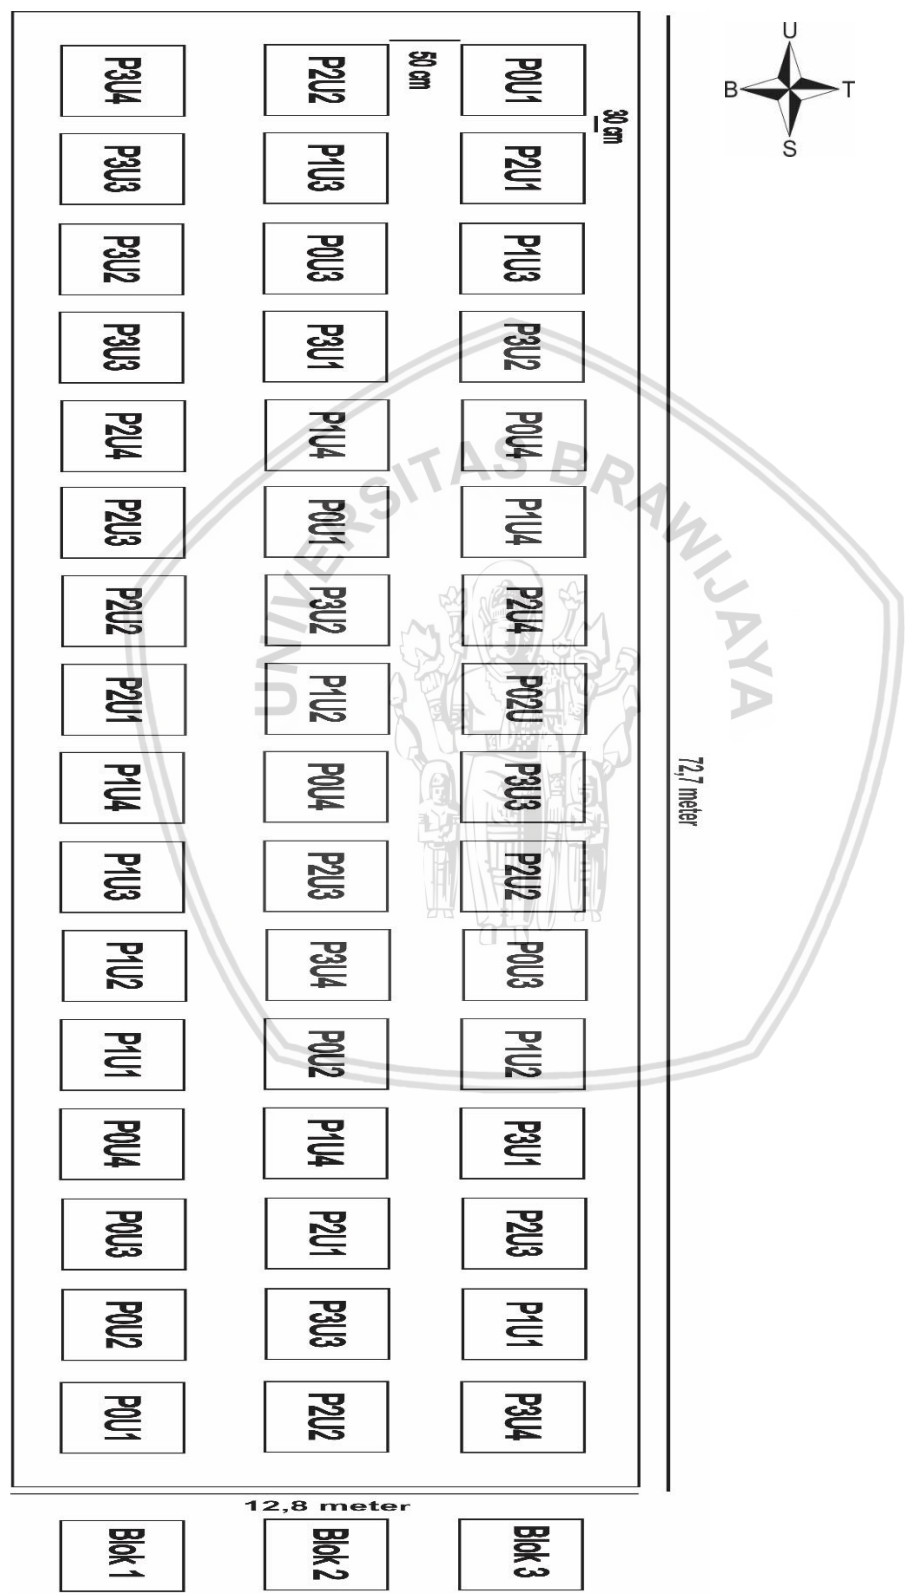 U
B
T
S
50 cm
30 cm
P3U4
P2U2
P0U1
P3U3
P1U3
P2U1
P3U2
P0U3
P1U3
P3U3
P3U1
P3U2
P2U4
P1U4
P0U4
P2U3
P0U1
P1U4
P2U2
P3U2
P2U4
P2U1
P1U2
P02U
P1U4
P0U4
P3U3
P1U3
P2U3
P2U2
P1U2
P3U4
P0U3
P1U1
P0U2
P1U2
P0U4
P1U4
P3U1
P0U3
P2U1
P2U3
P0U2
P3U3
P1U1
P0U1
P2U2
P3U4
72,7 meter
12,8 meter
Blok 1
Blok 2
Blok 3
UNIVERSITAS BRAWIJAYA